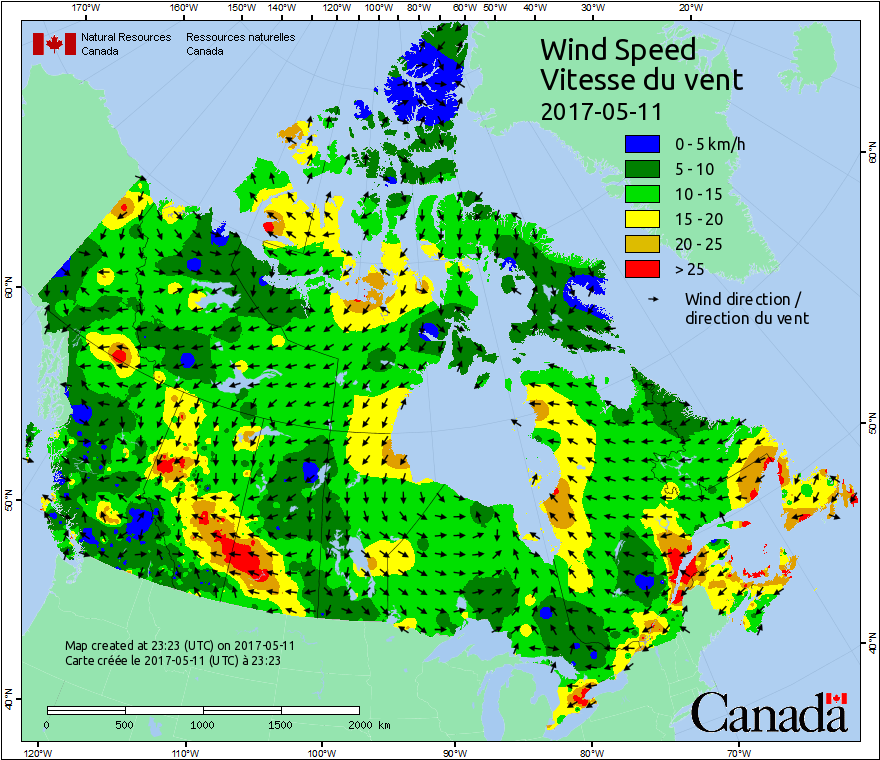 170°W 160°W 150°W 140°W 130°W 120°W 110°W 100°W 90°W 80°W 70°W 60°W 50°W 40°W 30°W 20°W
Natural Resources Ressources naturelles
Canada Canada
Wind Speed
Vitesse du vent
2017-05-11
0 - 5 km/h
5 - 10
10 - 15
15 - 20
20 - 25
> 25
Wind direction /
direction du vent
60°N
60°N
50°N
50°N
40°N
40°N
Map created at 23:23 (UTC) on 2017-05-11
Carte créée le 2017-05-11 (UTC) à 23:23
0 500 1000 1500 2000 km
Canada
120°W 110°W 100°W 90°W 80°W 70°W